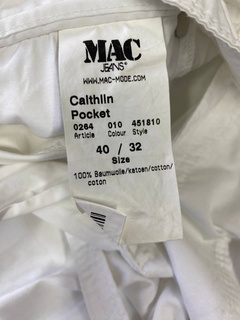 MAC
JEANS®
WWW.MAC-MODE.COM
Caithlin
Pocket
0264 010 451810
Article Colour Style
40 / 32
Size
100% Baumwolle/katoen/cotton/
coton